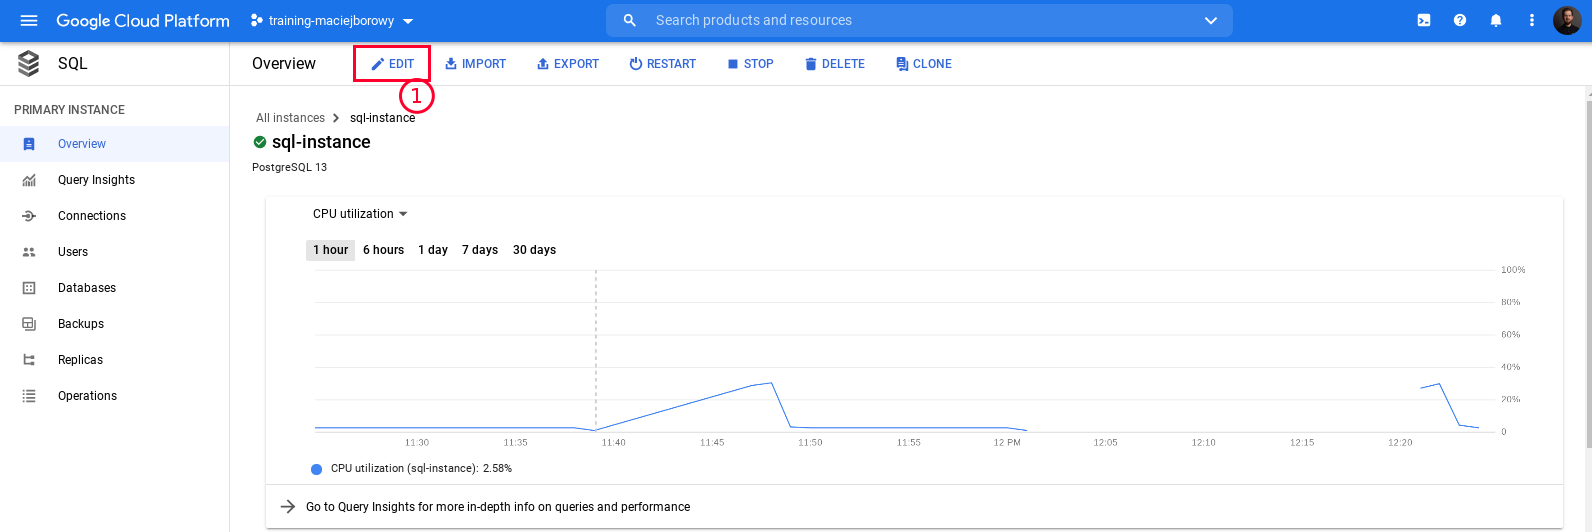 Google Cloud Platform
training-maciejborowy
Search products and resources
SQL
Overview
EDIT
IMPORT
EXPORT
RESTART
STOP
DELETE
CLONE
1
PRIMARY INSTANCE
Overview
Query Insights
Connections
Users
Databases
Backups
Replicas
Operations
All instances
sql-instance
sql-instance
PostgreSQL 13
CPU utilization
1 hour
6 hours
1 day
7 days
30 days
100%
80%
60%
40%
20%
0
11:30
11:35
11:40
11:45
11:50
11:55
12 PM
12:05
12:10
12:15
12:20
CPU utilization (sql-instance): 2.58%
Go to Query Insights for more in-depth info on queries and performance